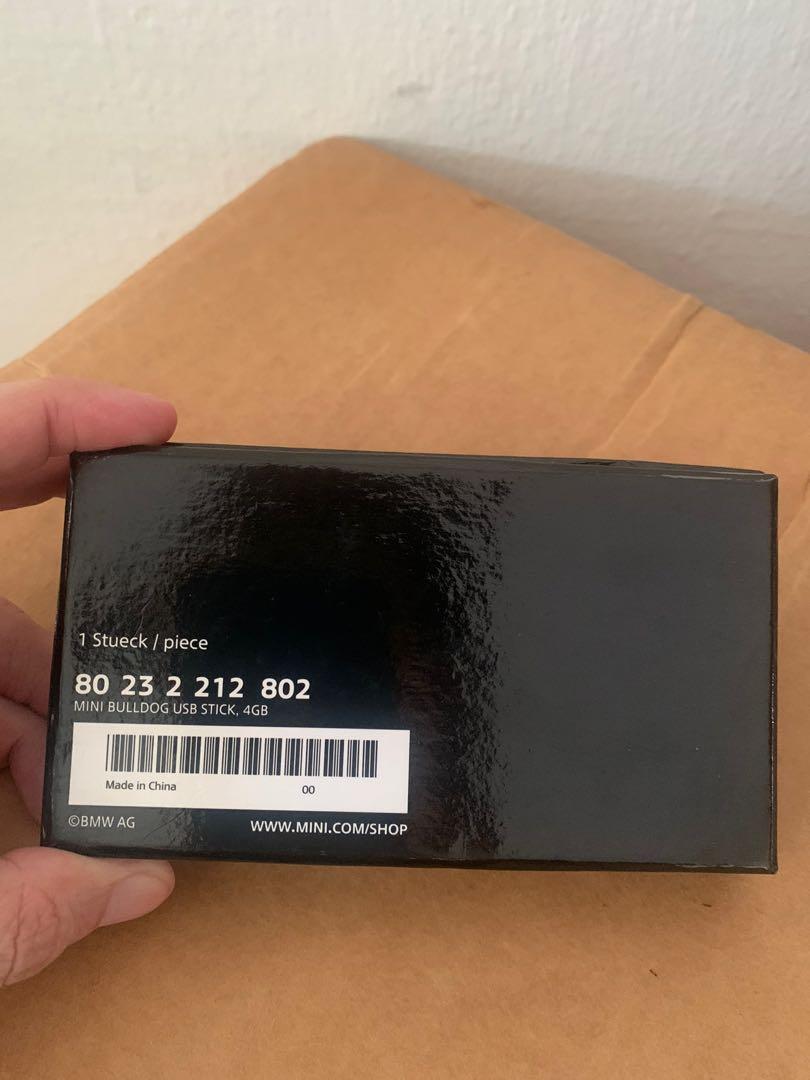 1 Stueck / piece
80 23 2 212 802
MINI BULLDOG USB STICK, 4GB
Made in China 00
©BMW AG WWW.MINI.COM/SHOP